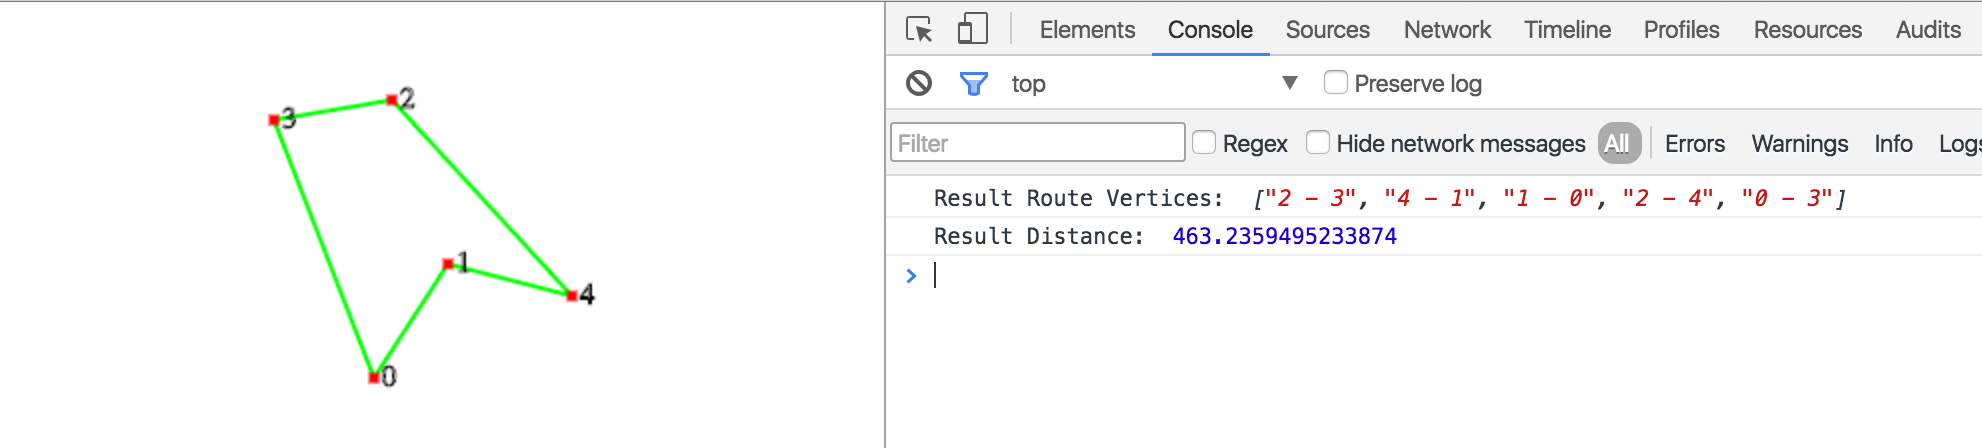 2
3
1
4
0
Elements Console Sources Network Timeline Profiles Resources Audits
top ▼ Preserve log
Filter Regex Hide network messages All Errors Warnings Info Logs
Result Route Vertices: ["2 - 3", "4 - 1", "1 - 0", "2 - 4", "0 - 3"]
Result Distance: 463.2359495233874
>